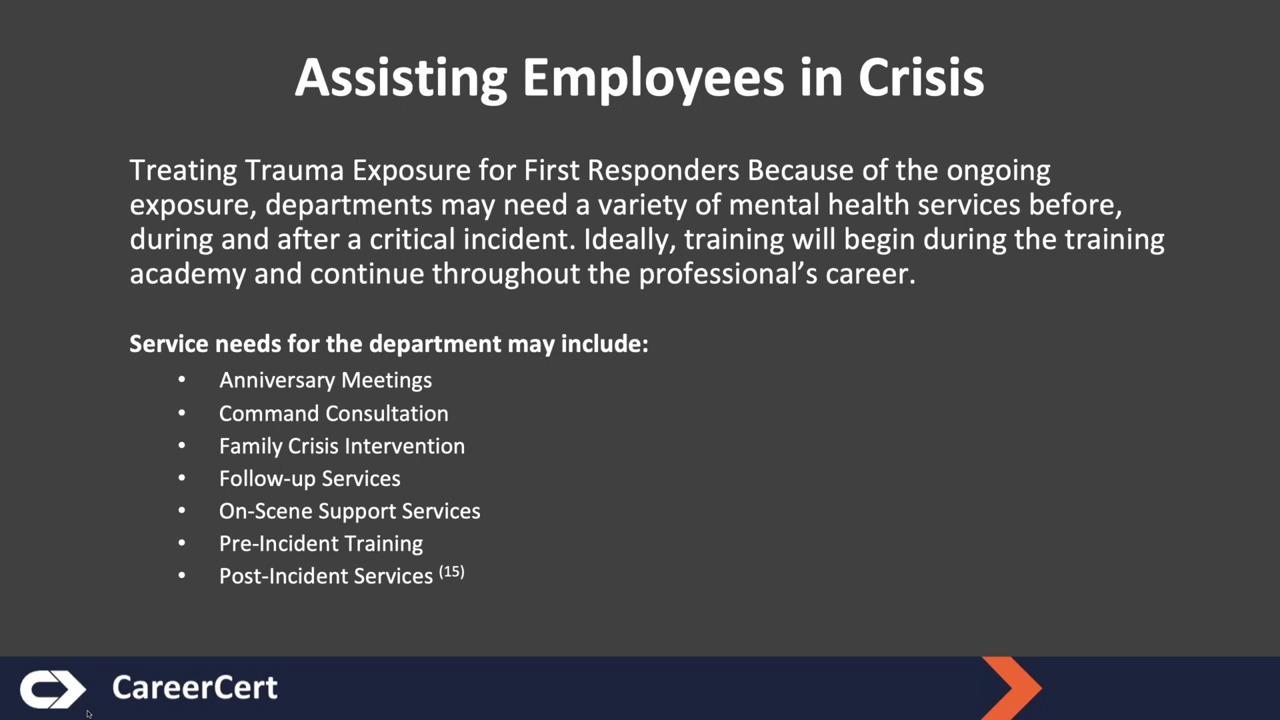 Assisting Employees in Crisis
Treating Trauma Exposure for First Responders Because of the ongoing
exposure, departments may need a variety of mental health services before,
during and after a critical incident. Ideally, training will begin during the training
academy and continue throughout the professional’s career.
Service needs for the department may include:
• Anniversary Meetings
• Command Consultation
• Family Crisis Intervention
• Follow-up Services
• On-Scene Support Services
• Pre-Incident Training
• Post-Incident Services (15)
CareerCert